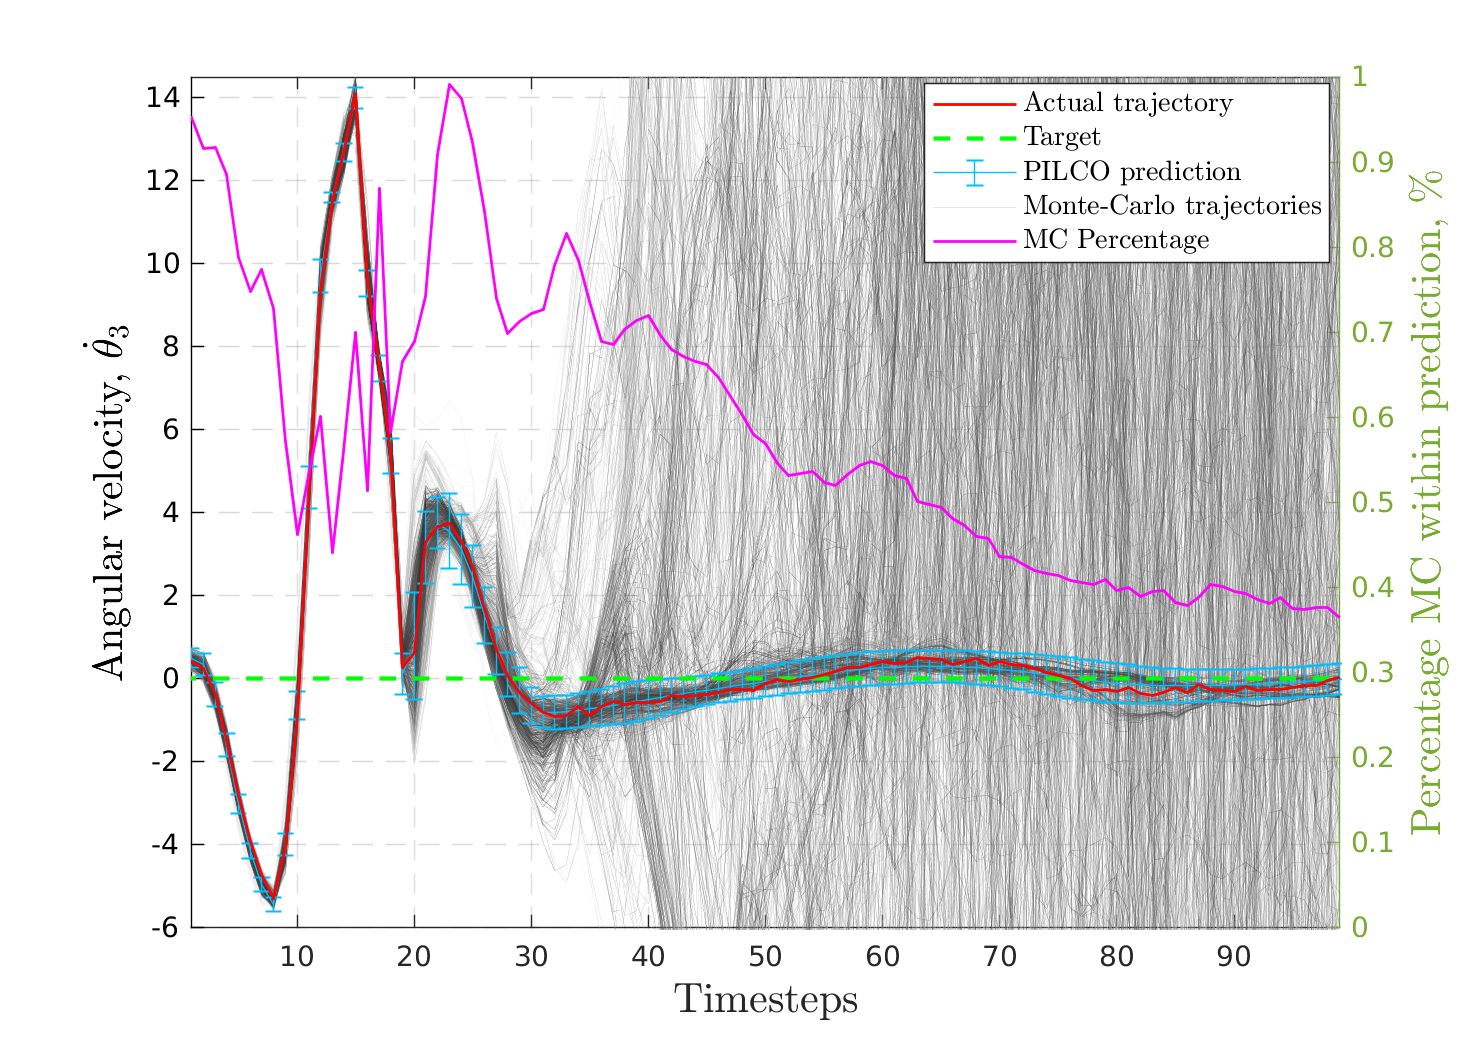 14
12
10
8
6
4
2
0
-2
-4
-6
Angular velocity, θ̇₃
10 20 30 40 50 60 70 80 90
Timesteps
1
0.9
0.8
0.7
0.6
0.5
0.4
0.3
0.2
0.1
0
Percentage MC within prediction, %
Actual trajectory
Target
PILCO prediction
Monte-Carlo trajectories
MC Percentage